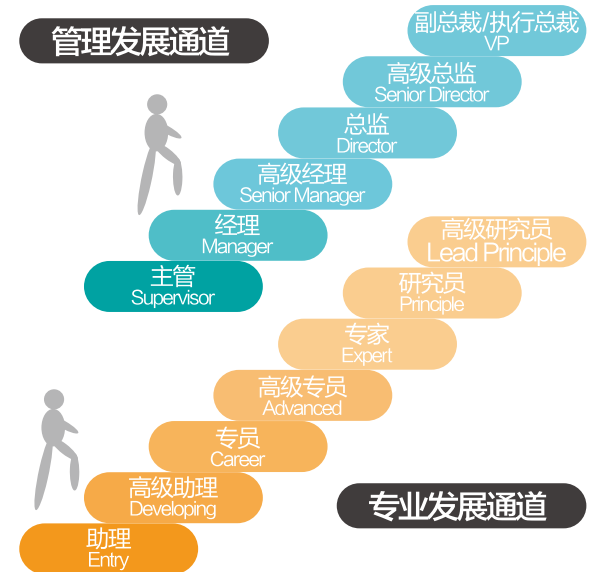 管理发展通道
副总裁/执行总裁
VP
高级总监
Senior Director
总监
Director
高级经理
Senior Manager
经理
Manager
主管
Supervisor
高级研究员
Lead Principle
研究员
Principle
专家
Expert
高级专员
Advanced
专员
Career
高级助理
Developing
助理
Entry
专业发展通道